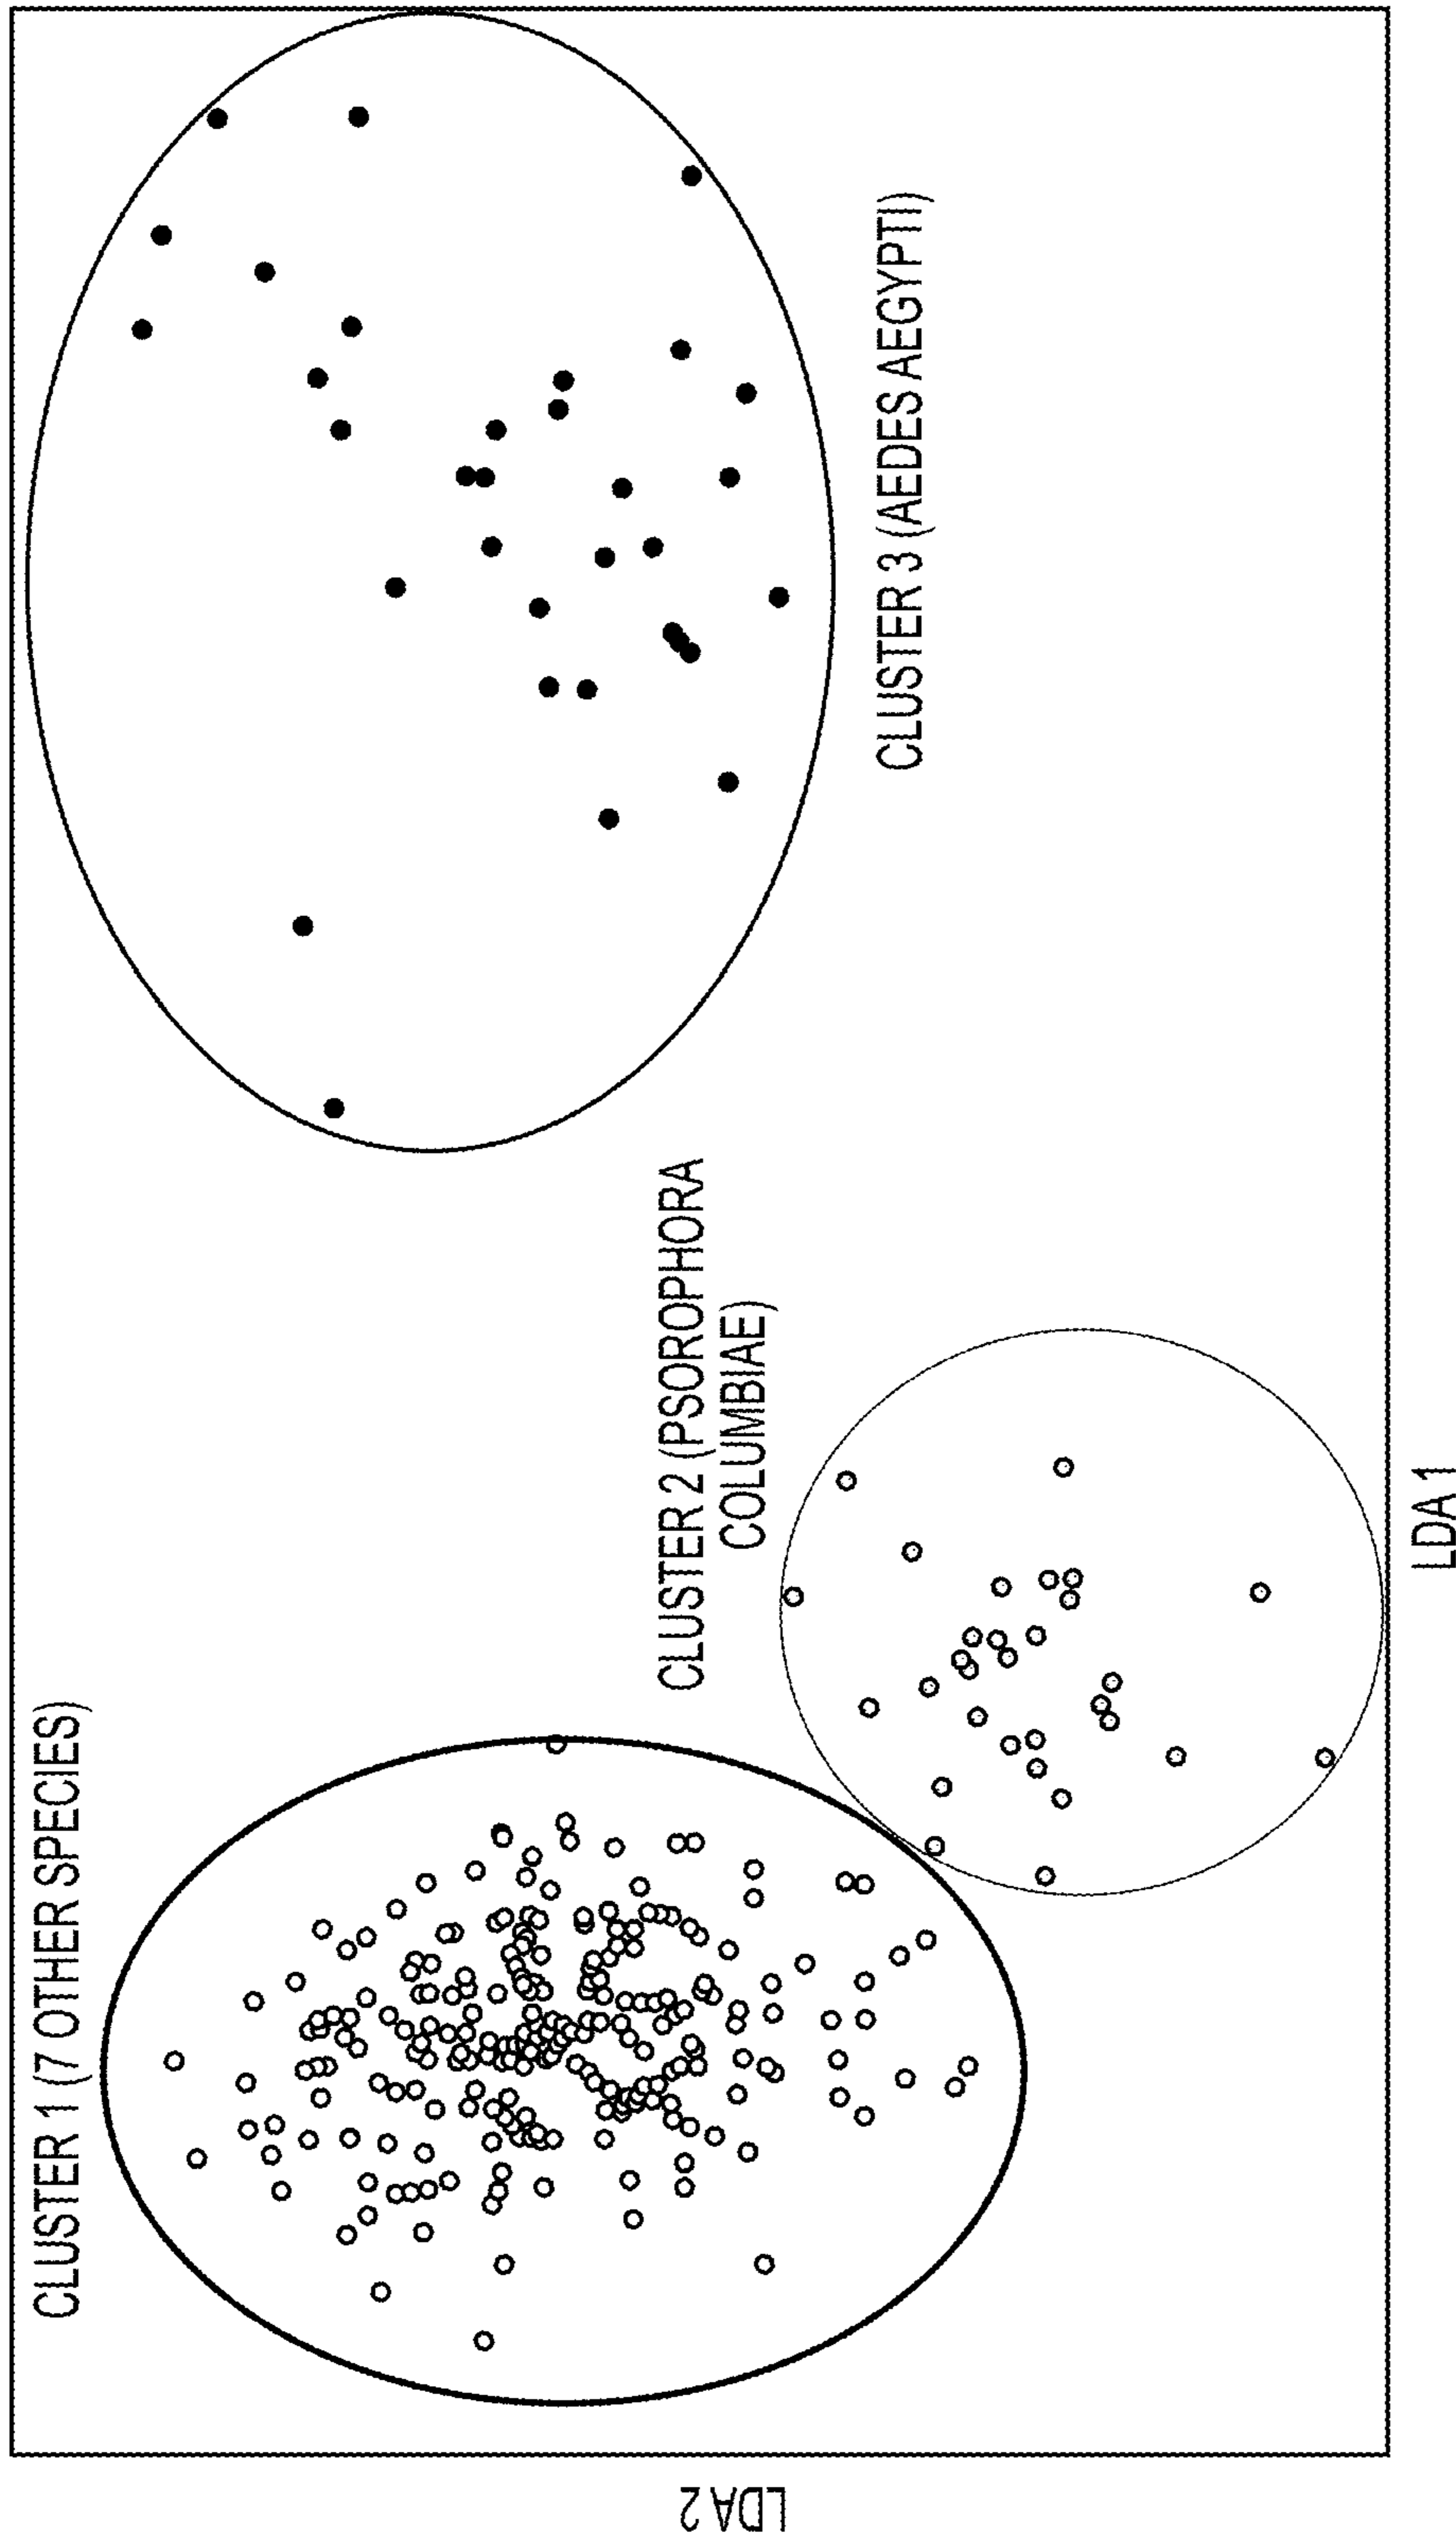 CLUSTER 1 (7 OTHER SPECIES)
CLUSTER 2 (PSOROPHORA
COLUMBIAE)
CLUSTER 3 (AEDES AEGYPTI)
LDA 2
LDA 1